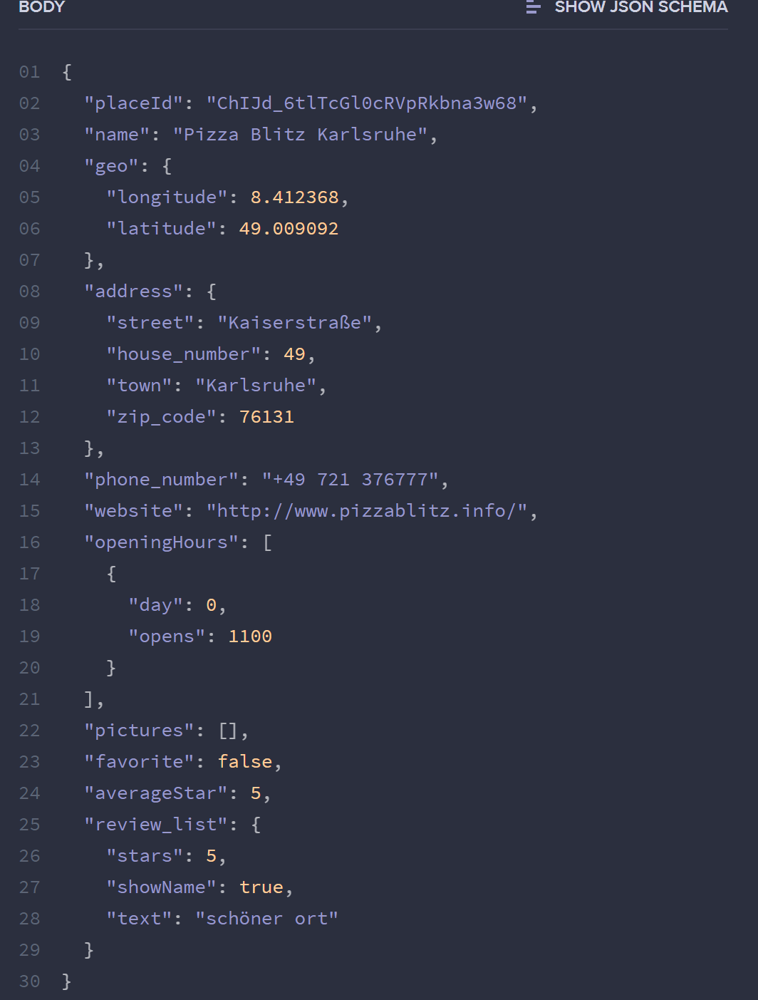 BODY
SHOW JSON SCHEMA
01 {
02   "placeId": "ChIJd_6tlTcGl0cRVpRkbna3w68",
03   "name": "Pizza Blitz Karlsruhe",
04   "geo": {
05     "longitude": 8.412368,
06     "latitude": 49.009092
07   },
08   "address": {
09     "street": "Kaiserstraße",
10     "house_number": 49,
11     "town": "Karlsruhe",
12     "zip_code": 76131
13   },
14   "phone_number": "+49 721 376777",
15   "website": "http://www.pizzablitz.info/",
16   "openingHours": [
17     {
18       "day": 0,
19       "opens": 1100
20     }
21   ],
22   "pictures": [],
23   "favorite": false,
24   "averageStar": 5,
25   "review_list": {
26     "stars": 5,
27     "showName": true,
28     "text": "schöner ort"
29   }
30 }